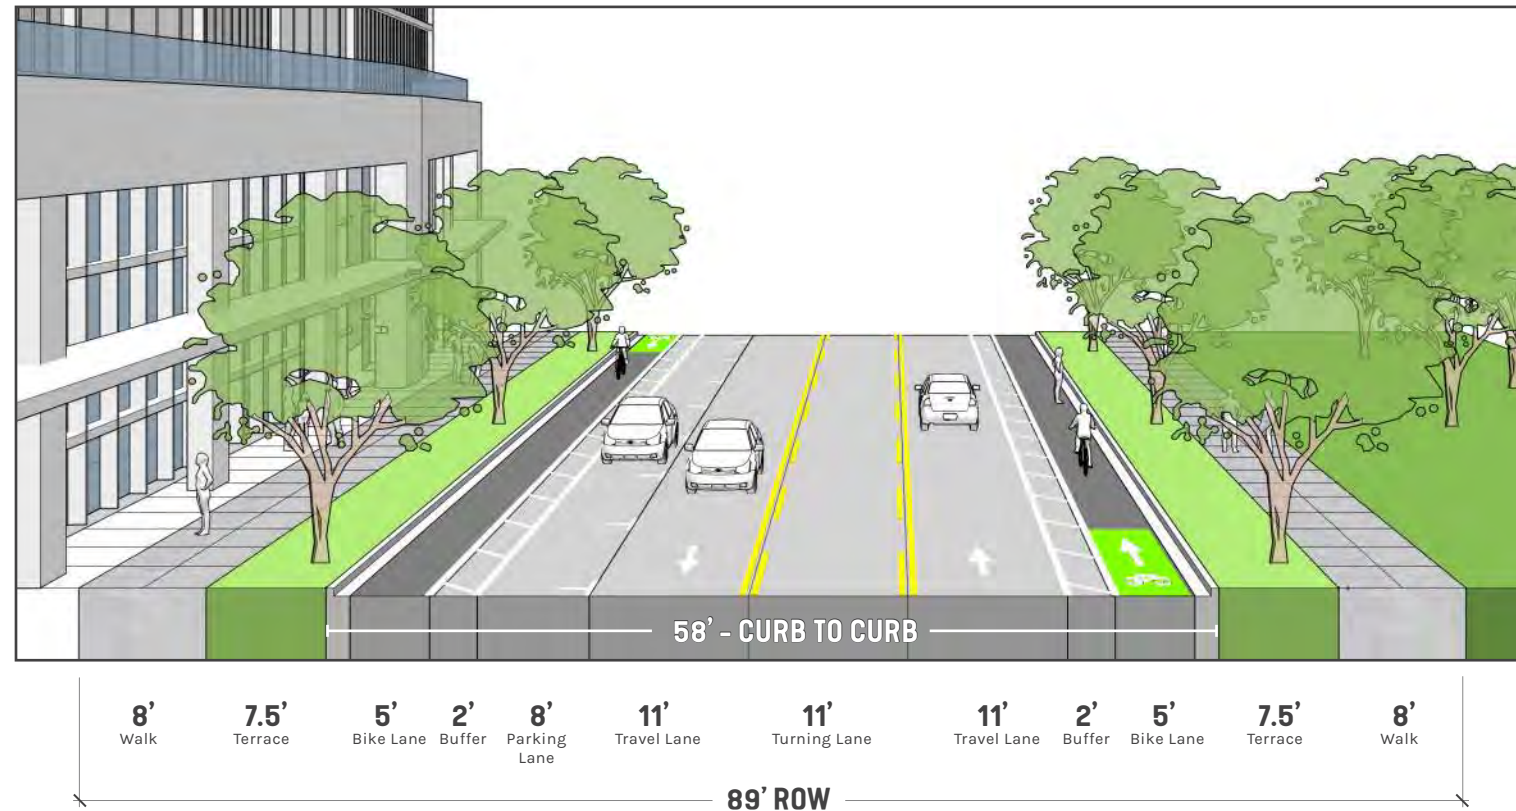 58' - CURB TO CURB
8' 7.5' 5' 2' 8' 11' 11' 11' 2' 5' 7.5' 8'
Walk Terrace Bike Lane Buffer Parking Travel Lane Turning Lane Travel Lane Buffer Bike Lane Terrace Walk
Lane
89' ROW